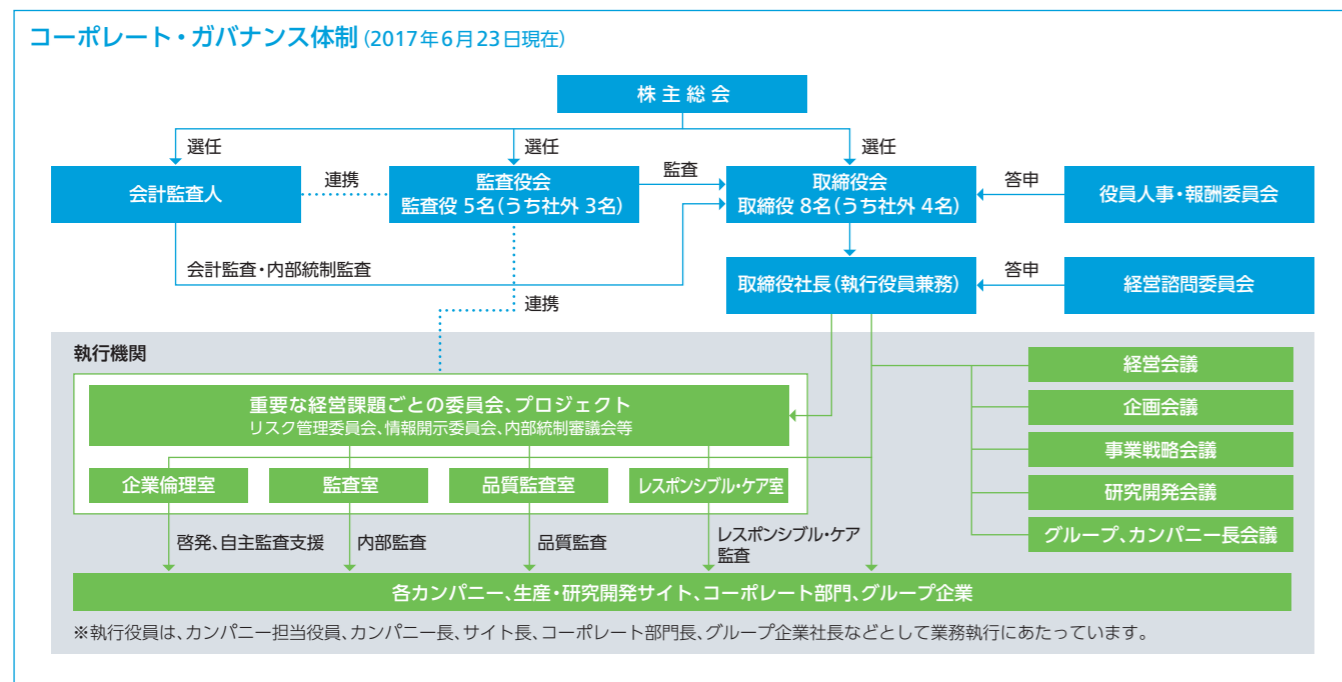 コーポレート・ガバナンス体制(2017年6月23日現在)
株主総会
選任
選任
選任
会計監査人
連携
監査役会
監査役 5名(うち社外 3名)
監査
取締役会
取締役 8名(うち社外 4名)
答申
役員人事・報酬委員会
会計監査・内部統制監査
取締役社長(執行役員兼務)
答申
経営諮問委員会
連携
執行機関
重要な経営課題ごとの委員会、プロジェクト
リスク管理委員会、情報開示委員会、内部統制審議会等
企業倫理室
監査室
品質監査室
レスポンシブル・ケア室
経営会議
企画会議
事業戦略会議
研究開発会議
グループ、カンパニー長会議
啓発、自主監査支援
内部監査
品質監査
レスポンシブル・ケア
監査
各カンパニー、生産・研究開発サイト、コーポレート部門、グループ企業
※執行役員は、カンパニー担当役員、カンパニー長、サイト長、コーポレート部門長、グループ企業社長などとして業務執行にあたっています。